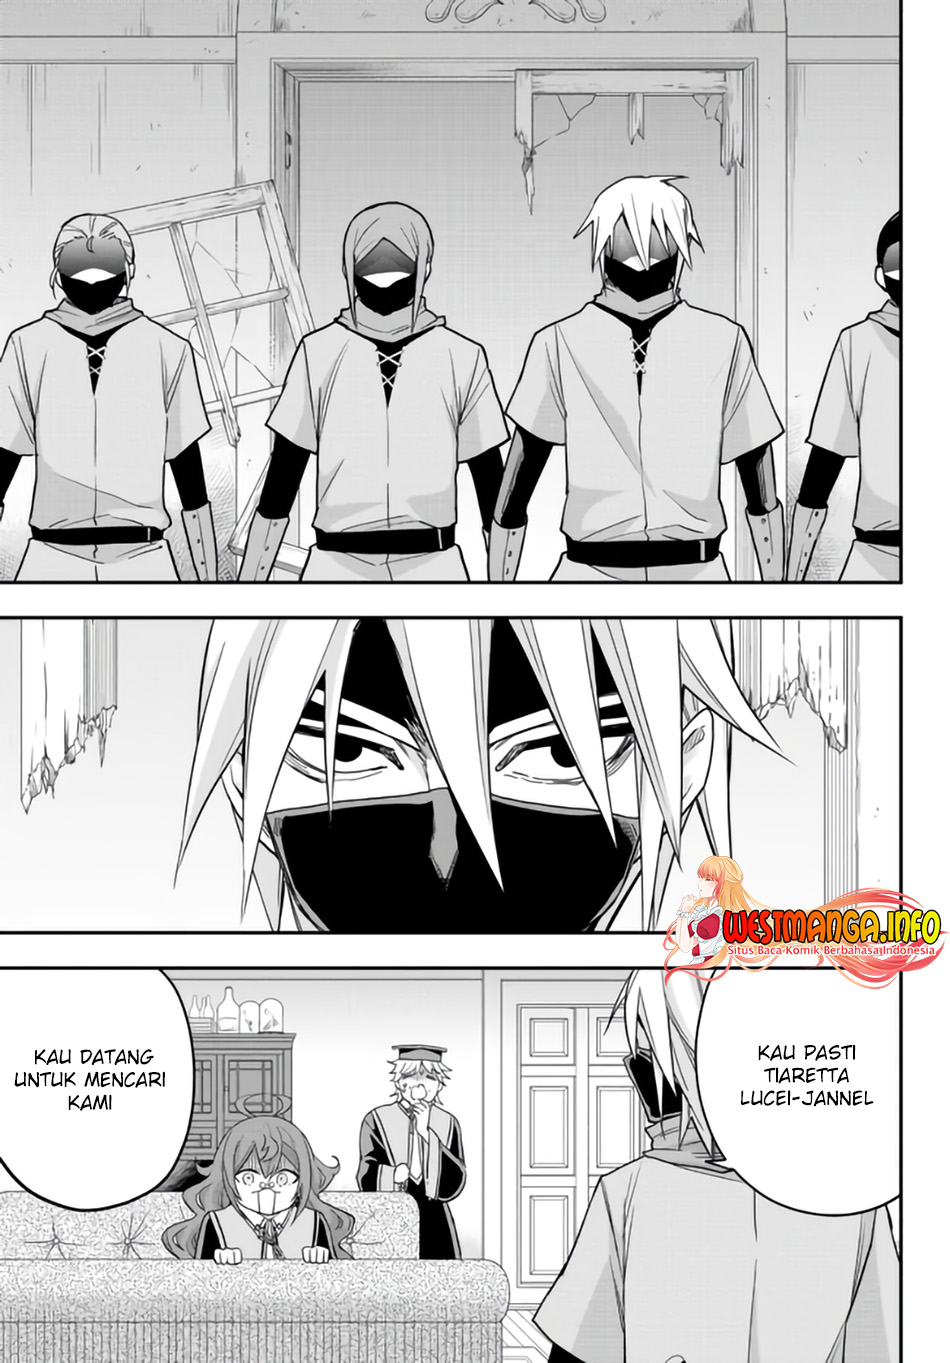 WESTMANGA.INFO
Situs Baca Komik Berbahasa Indonesia
KAU PASTI
TIARETTA
LUCEI-JANNEL
KAU DATANG
UNTUK MENCARI
KAMI